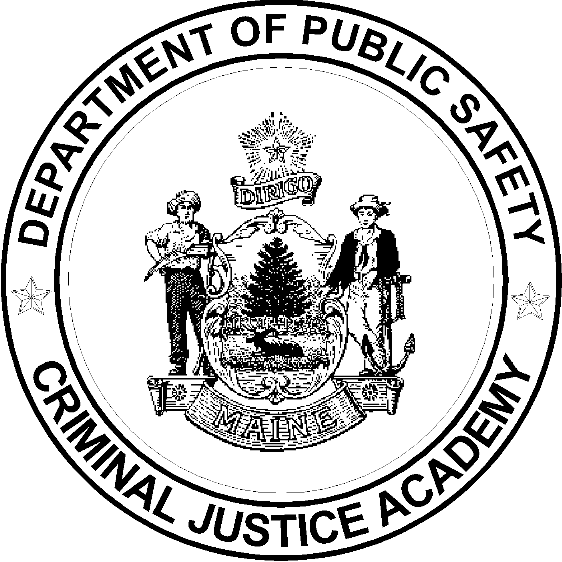 DEPARTMENT OF PUBLIC SAFETY
DIRIGO
MAINE
CRIMINAL JUSTICE ACADEMY